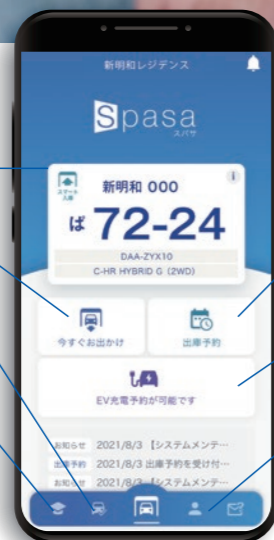 新明和レジデンス
Spasa
スパサ
スマート
入庫
新明和 000
i
ば 72-24
DAA-ZYX10
C-HR HYBRID G (2WD)
今すぐお出かけ
出庫予約
EV充電予約が可能です
お知らせ 2021/8/3 【システムメンテ…
出庫予約 2021/8/3 出庫予約を受け付…
お知らせ 2021/8/3 【システムメンテ…